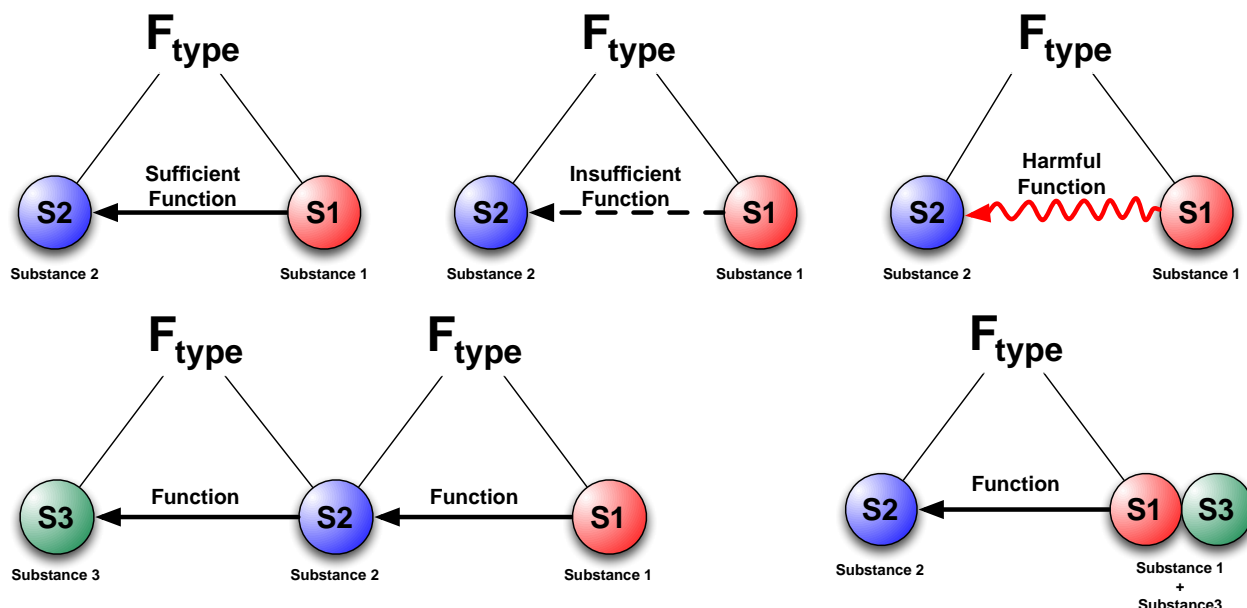 F type
Sufficient
Function
S2
S1
Substance 2
Substance 1
F type
Insufficient
Function
S2
S1
Substance 2
Substance 1
F type
Harmful
Function
S2
S1
Substance 2
Substance 1
F type
F type
Function
Function
S3
S2
S1
Substance 3
Substance 2
Substance 1
F type
Function
S2
S1
S3
Substance 2
Substance 1
+
Substance3